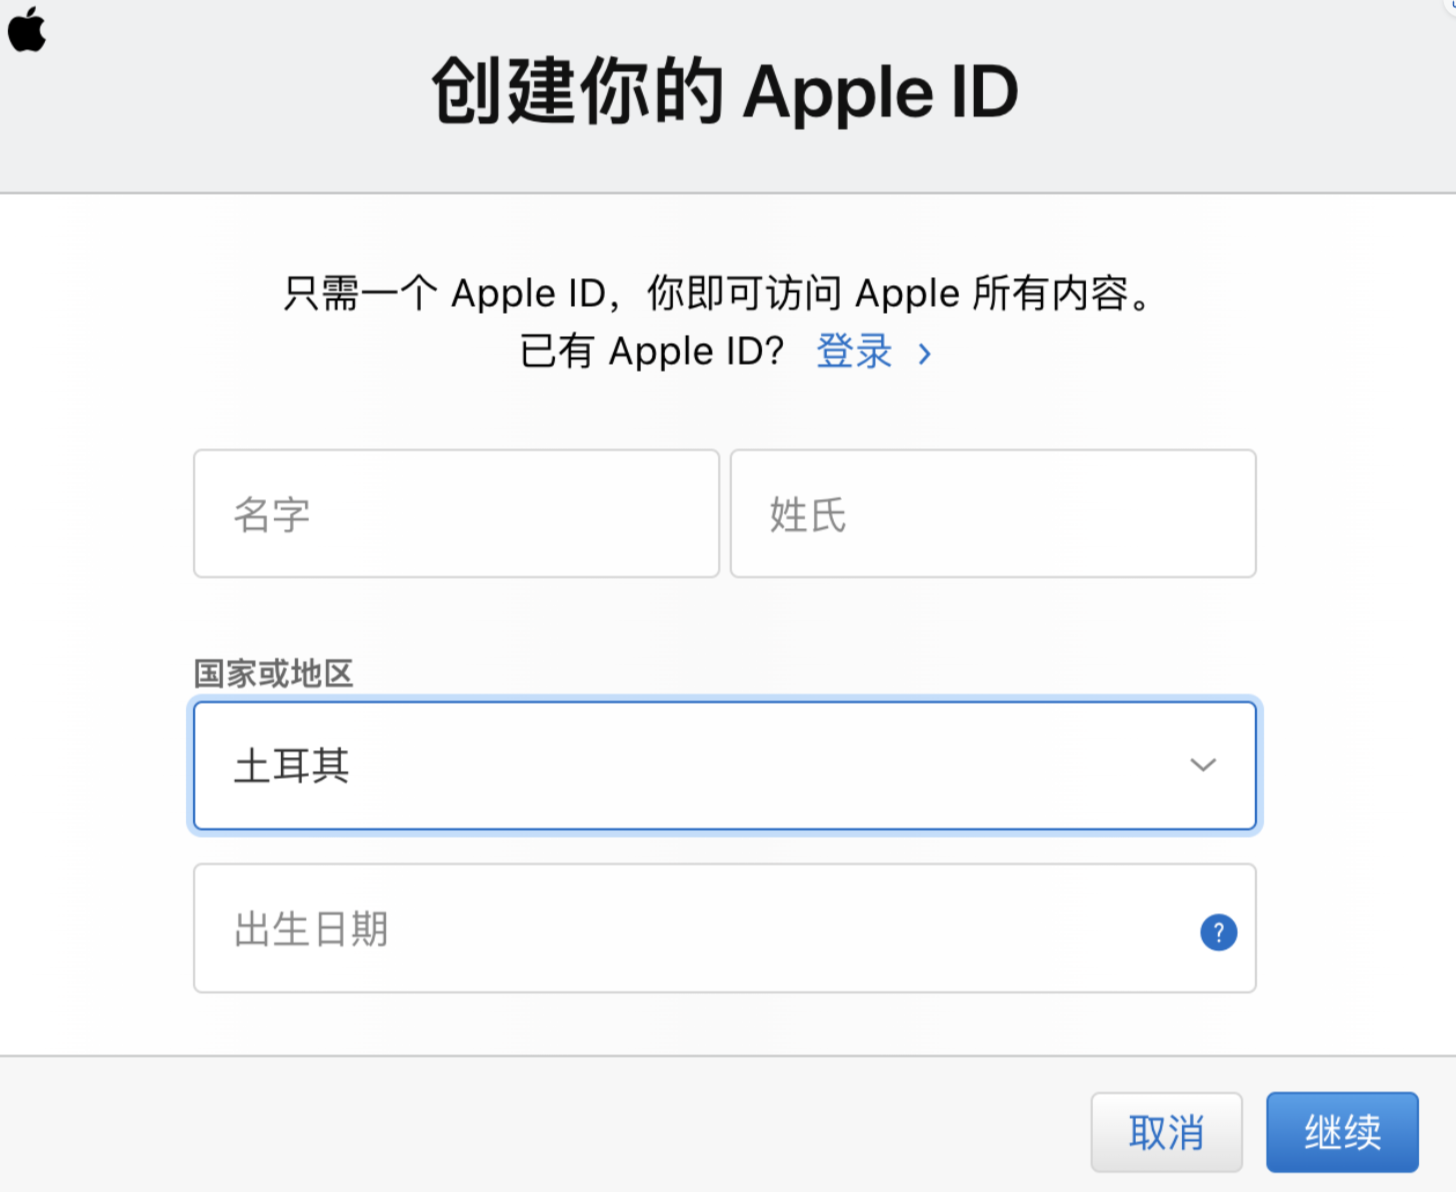 创建你的 Apple ID
只需一个 Apple ID，你即可访问 Apple 所有内容。
已有 Apple ID？ 登录 ›
名字
姓氏
国家或地区
土耳其
出生日期
?
取消
继续